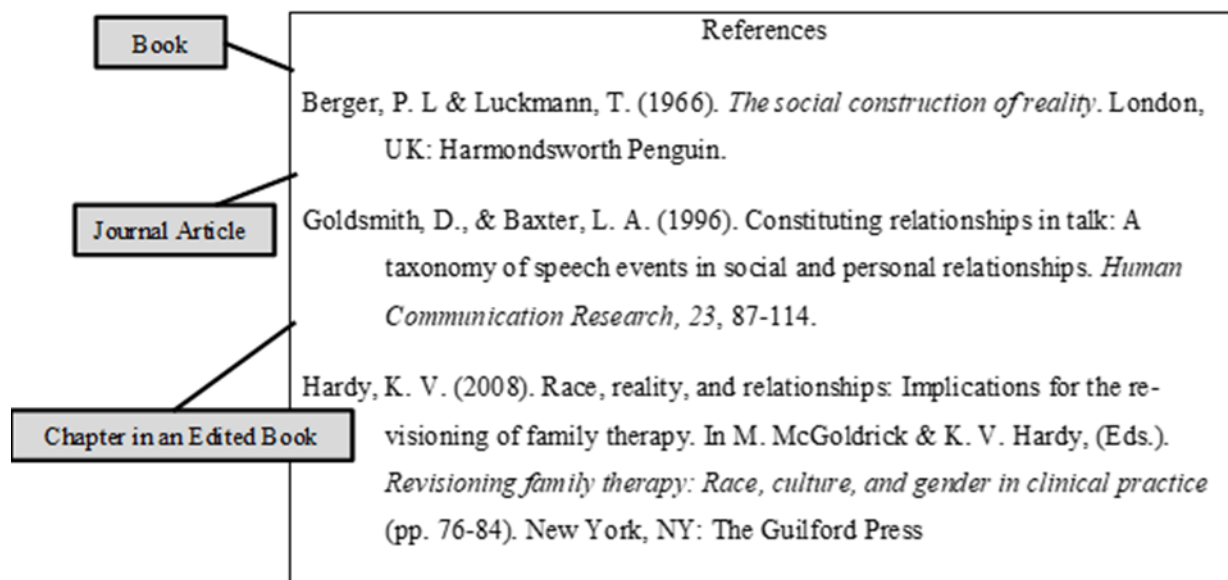 References
Book
Berger, P. L & Luckmann, T. (1966). The social construction of reality. London,
UK: Harmondsworth Penguin.
Journal Article
Goldsmith, D., & Baxter, L. A. (1996). Constituting relationships in talk: A
taxonomy of speech events in social and personal relationships. Human
Communication Research, 23, 87-114.
Chapter in an Edited Book
Hardy, K. V. (2008). Race, reality, and relationships: Implications for the re-
visioning of family therapy. In M. McGoldrick & K. V. Hardy, (Eds.).
Revisioning family therapy: Race, culture, and gender in clinical practice
(pp. 76-84). New York, NY: The Guilford Press